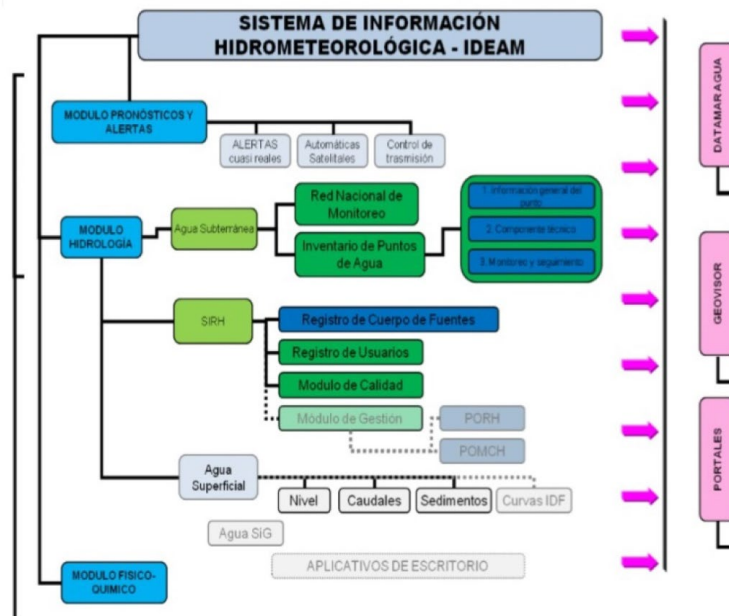 SISTEMA DE INFORMACIÓN
HIDROMETEOROLÓGICA - IDEAM
MODULO PRONÓSTICOS Y
ALERTAS
ALERTAS
cuasi reales
Automáticas
Satelitales
Control de
trasmisión
MODULO
HIDROLOGÍA
Agua Subterránea
Red Nacional de
Monitoreo
Inventario de Puntos
de Agua
1. Información general del
punto
2. Componente técnico
3. Monitoreo y seguimiento
SIRH
Registro de Cuerpo de Fuentes
Registro de Usuarios
Modulo de Calidad
Módulo de Gestión
PORH
POMCH
Agua
Superficial
Nivel
Caudales
Sedimentos
Curvas IDF
Agua SiG
APLICATIVOS DE ESCRITORIO
MODULO FISICO-
QUIMICO
DATAMARAGUA
GEOVISOR
PORTALES